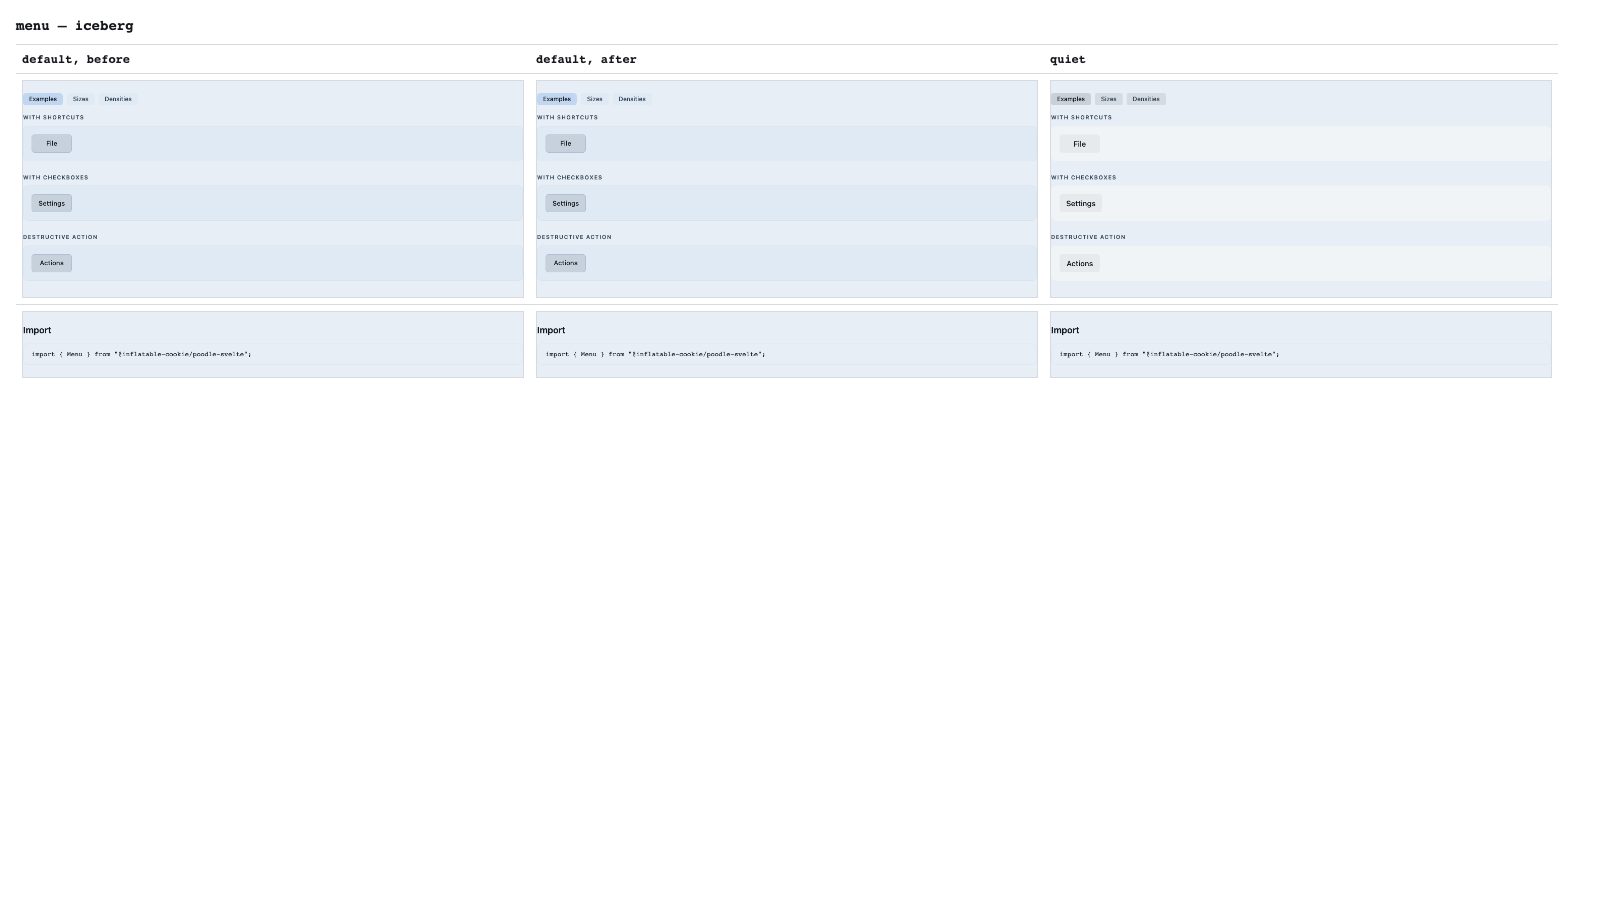 menu — iceberg
default, before
default, after
quiet
Examples Sizes Densities
WITH SHORTCUTS
File
WITH CHECKBOXES
Settings
DESTRUCTIVE ACTION
Actions
Examples Sizes Densities
WITH SHORTCUTS
File
WITH CHECKBOXES
Settings
DESTRUCTIVE ACTION
Actions
Examples Sizes Densities
WITH SHORTCUTS
File
WITH CHECKBOXES
Settings
DESTRUCTIVE ACTION
Actions
Import
import { Menu } from "@inflatable-cookie/poodle-svelte";
Import
import { Menu } from "@inflatable-cookie/poodle-svelte";
Import
import { Menu } from "@inflatable-cookie/poodle-svelte";